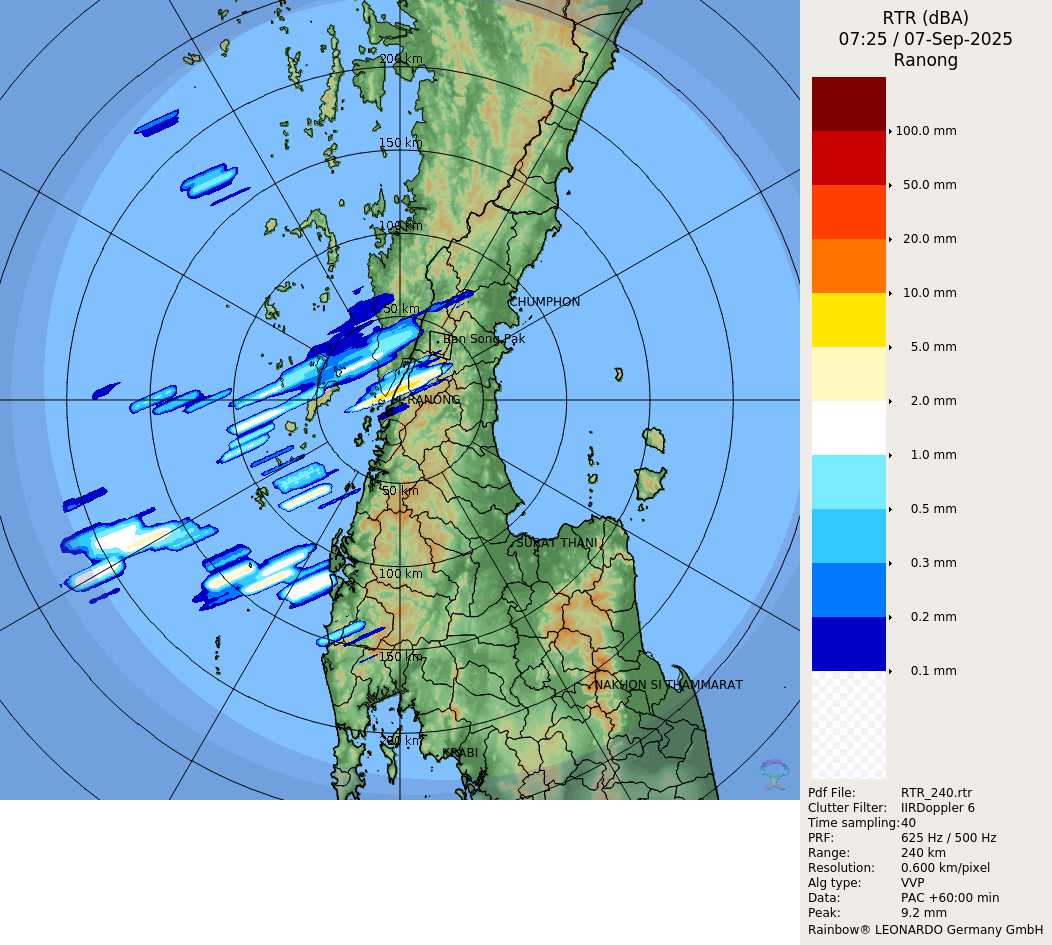 RTR (dBA)
07:25 / 07-Sep-2025
Ranong
200 km
150 km
100 km
50 km
CHUMPHON
Ban Song Pak
RANONG
50 km
SURAT THANI
100 km
150 km
NAKHON SI THAMMARAT
200 km
KRABI
100.0 mm
50.0 mm
20.0 mm
10.0 mm
5.0 mm
2.0 mm
1.0 mm
0.5 mm
0.3 mm
0.2 mm
0.1 mm
Pdf File: RTR_240.rtr
Clutter Filter: IIRDoppler 6
Time sampling:40
PRF: 625 Hz / 500 Hz
Range: 240 km
Resolution: 0.600 km/pixel
Alg type: VVP
Data: PAC +60:00 min
Peak: 9.2 mm
Rainbow® LEONARDO Germany GmbH